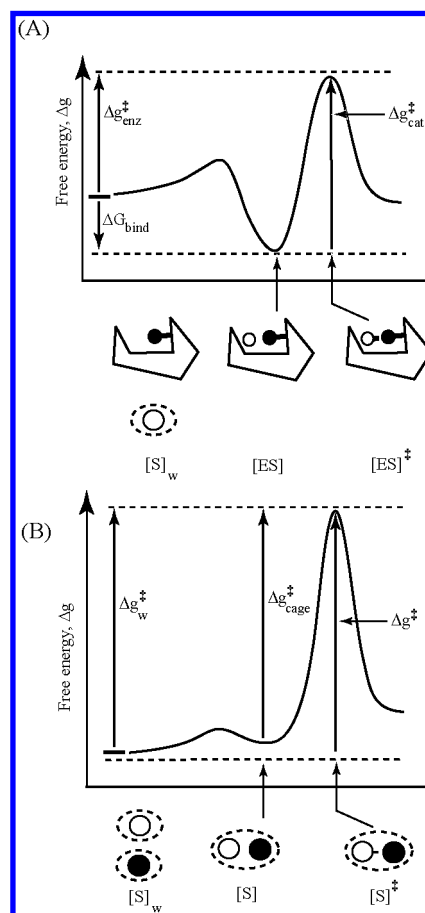 (A)
Free energy, Δg
Δg‡enz
ΔGbind
Δg‡cat
[S]w
[ES]
[ES]‡
(B)
Free energy, Δg
Δg‡w
Δg‡cage
Δg‡
[S]w
[S]
[S]‡